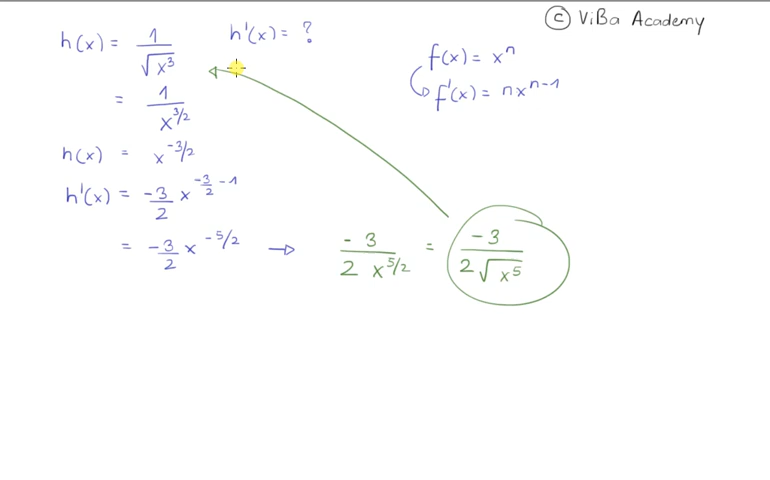 © ViBa Academy
h(x) = 1/√x³   h'(x) = ?
= 1/x^(3/2)
h(x) = x^(-3/2)
h'(x) = -3/2 x^(-3/2 - 1)
= -3/2 x^(-5/2) → -3/(2 x^(5/2)) = -3/(2√x⁵)
f(x) = xⁿ
f'(x) = nxⁿ⁻¹